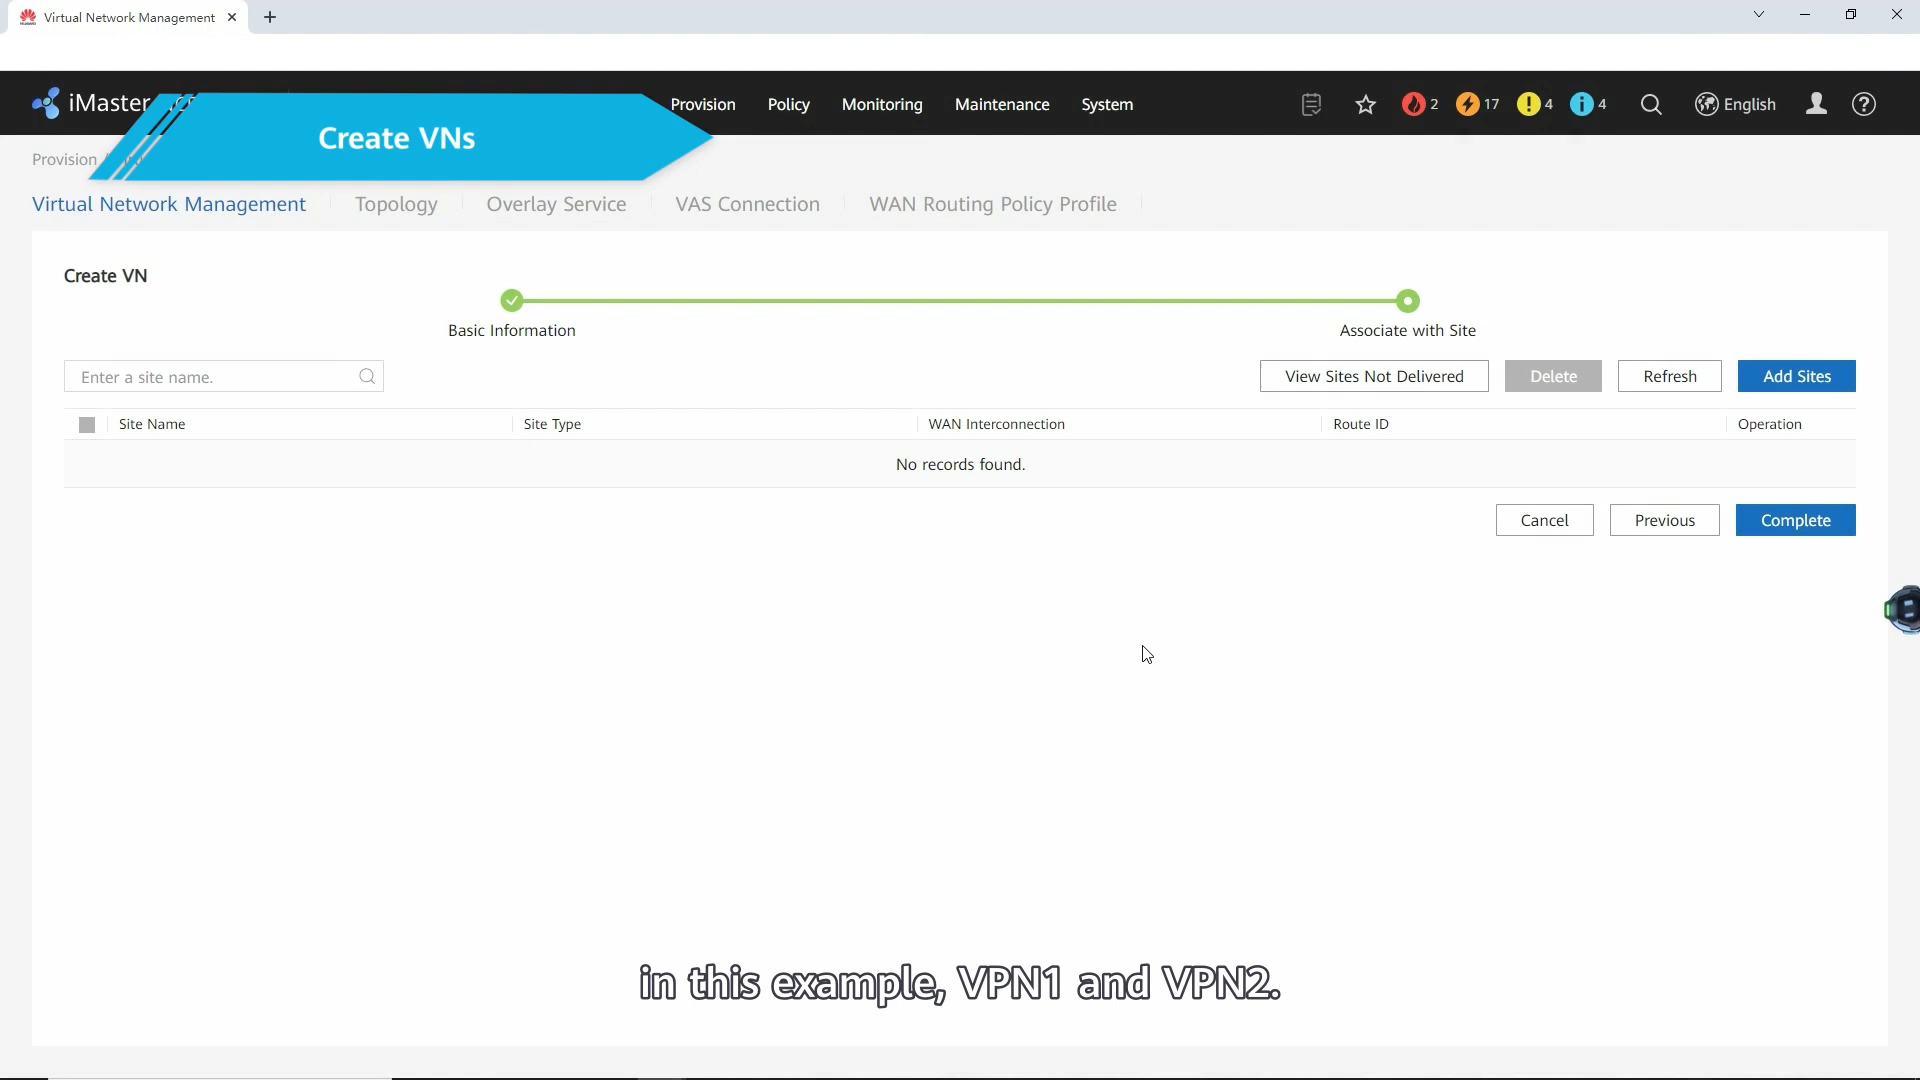 Virtual Network Management
iMaster
Provision Policy Monitoring Maintenance System
2 17 4 4 English
Create VNs
Provision
Virtual Network Management Topology Overlay Service VAS Connection WAN Routing Policy Profile
Create VN
Basic Information Associate with Site
Enter a site name. View Sites Not Delivered Delete Refresh Add Sites
Site Name Site Type WAN Interconnection Route ID Operation
No records found.
Cancel Previous Complete
in this example, VPN1 and VPN2.